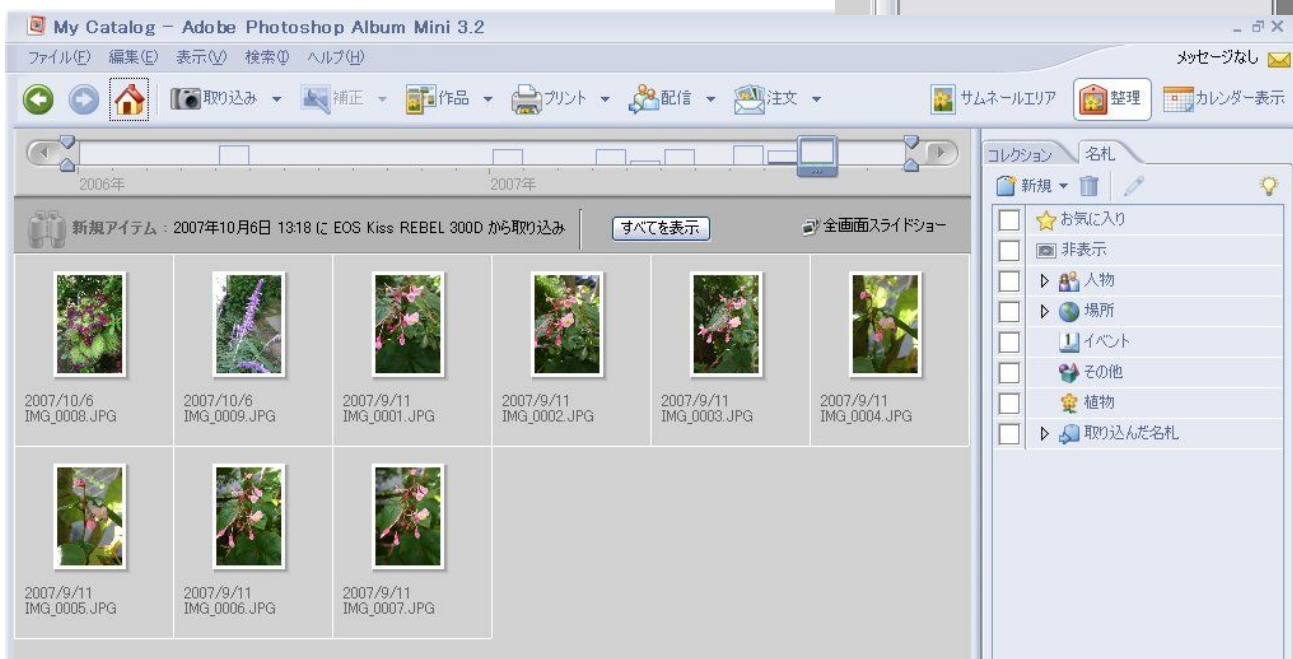 My Catalog - Adobe Photoshop Album Mini 3.2
ファイル(F) 編集(E) 表示(V) 検索(I) ヘルプ(H)
メッセージなし
取り込み 補正 作品 プリント 配信 注文 サムネールエリア 整理 カレンダー表示
2006年 2007年
新規アイテム : 2007年10月6日 13:18 に EOS Kiss REBEL 300D から取り込み すべてを表示 全画面スライドショー
2007/10/6
IMG_0008.JPG
2007/10/6
IMG_0009.JPG
2007/9/11
IMG_0001.JPG
2007/9/11
IMG_0002.JPG
2007/9/11
IMG_0003.JPG
2007/9/11
IMG_0004.JPG
2007/9/11
IMG_0005.JPG
2007/9/11
IMG_0006.JPG
2007/9/11
IMG_0007.JPG
コレクション 名札
新規
お気に入り
非表示
人物
場所
1 イベント
その他
植物
取り込んだ名札